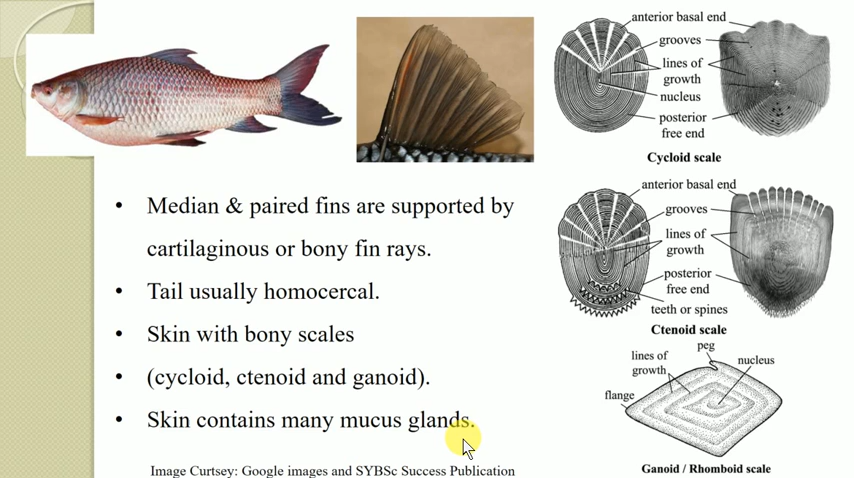 • Median & paired fins are supported by
cartilaginous or bony fin rays.
• Tail usually homocercal.
• Skin with bony scales
• (cycloid, ctenoid and ganoid).
• Skin contains many mucus glands.
Image Curtsey: Google images and SYBSc Success Publication
anterior basal end
grooves
lines of
growth
nucleus
posterior
free end
Cycloid scale
anterior basal end
grooves
lines of
growth
posterior
free end
teeth or spines
Ctenoid scale
peg
lines of
growth
nucleus
flange
Ganoid / Rhomboid scale